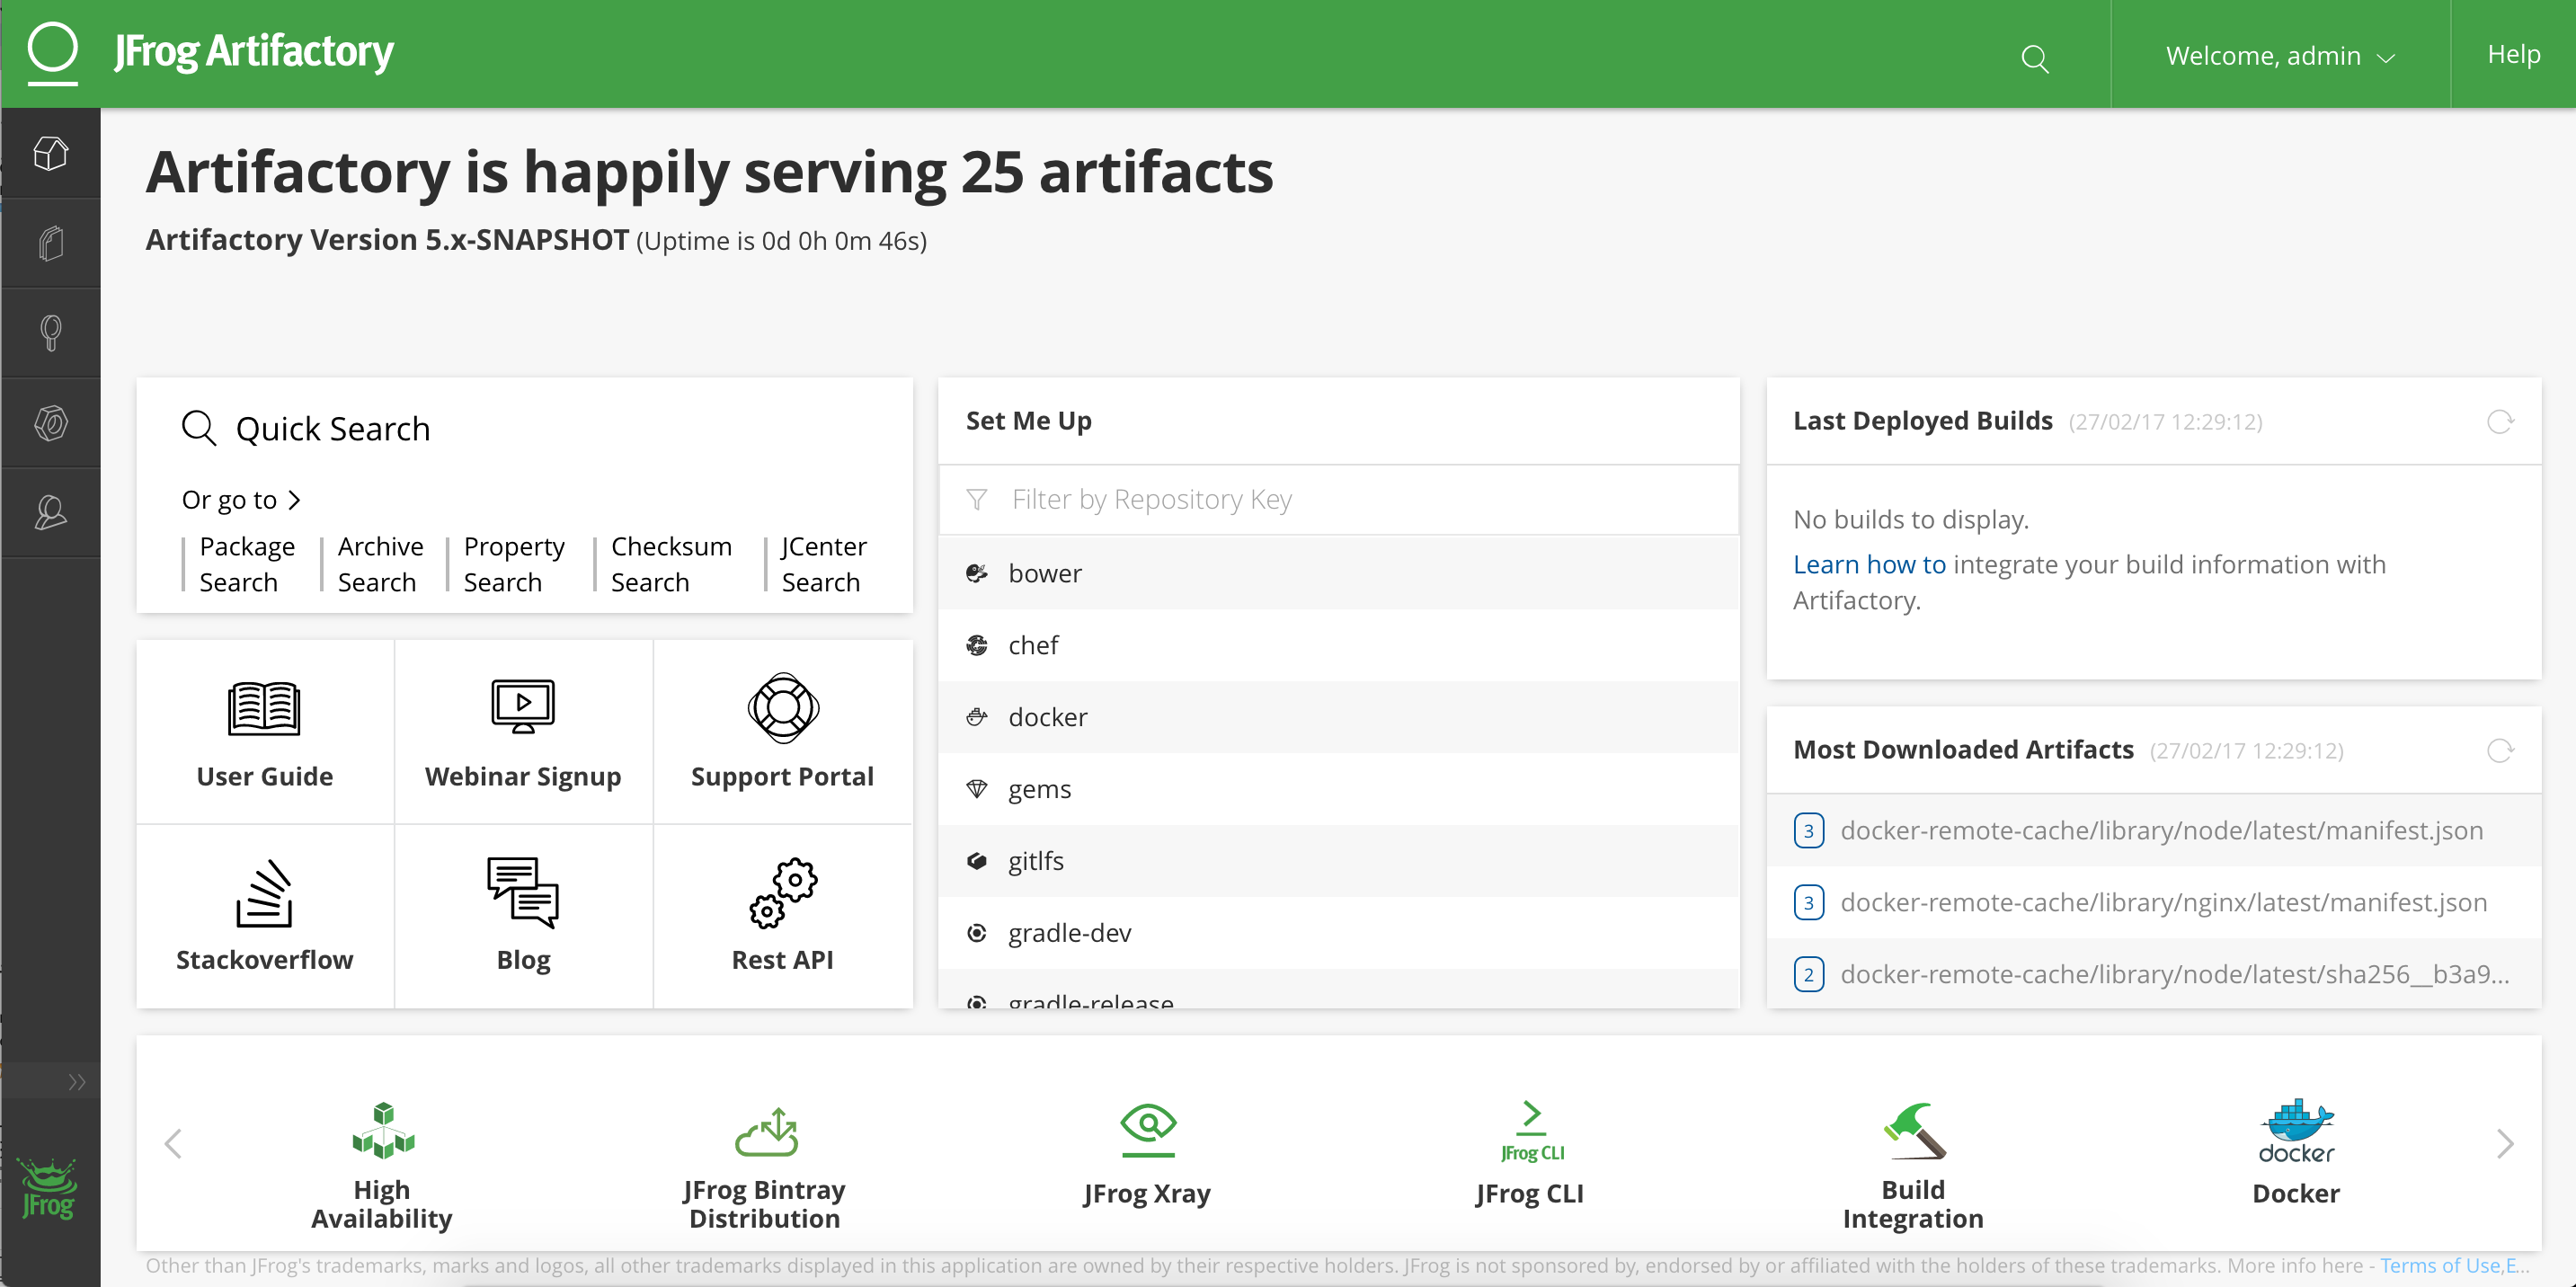 JFrog Artifactory
Welcome, admin
Help
Artifactory is happily serving 25 artifacts
Artifactory Version 5.x-SNAPSHOT (Uptime is 0d 0h 0m 46s)
Quick Search
Or go to
Package Search
Archive Search
Property Search
Checksum Search
JCenter Search
User Guide
Webinar Signup
Support Portal
Stackoverflow
Blog
Rest API
Set Me Up
Filter by Repository Key
bower
chef
docker
gems
gitlfs
gradle-dev
gradle-release
Last Deployed Builds (27/02/17 12:29:12)
No builds to display.
Learn how to integrate your build information with
Artifactory.
Most Downloaded Artifacts (27/02/17 12:29:12)
3 docker-remote-cache/library/node/latest/manifest.json
3 docker-remote-cache/library/nginx/latest/manifest.json
2 docker-remote-cache/library/node/latest/sha256__b3a9...
High
Availability
JFrog Bintray
Distribution
JFrog Xray
JFrog CLI
JFrog CLI
Build
Integration
docker
Docker
JFrog
Other than JFrog's trademarks, marks and logos, all other trademarks displayed in this application are owned by their respective holders. JFrog is not sponsored by, endorsed by or affiliated with the holders of these trademarks. More info here - Terms of Use,E...